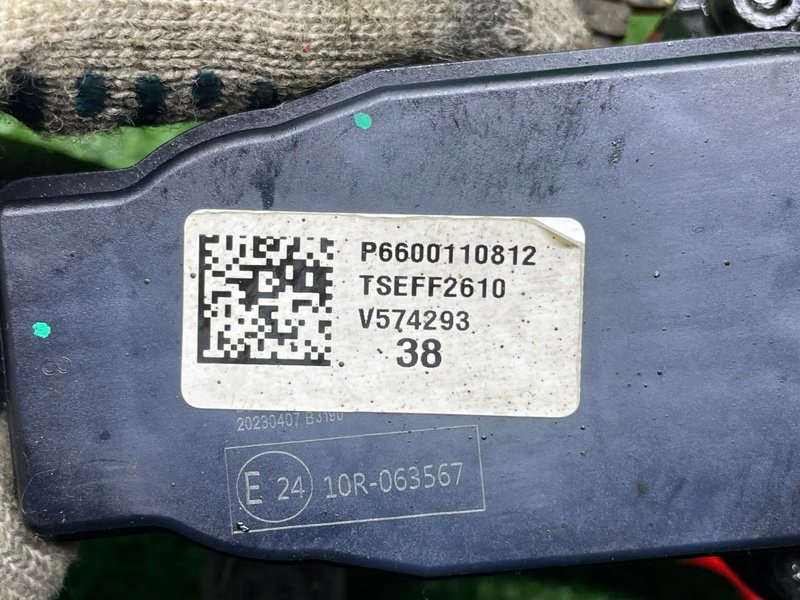 P6600110812
TSEFF2610
V574293
38
20230407 B3190
E 24 10R-063567